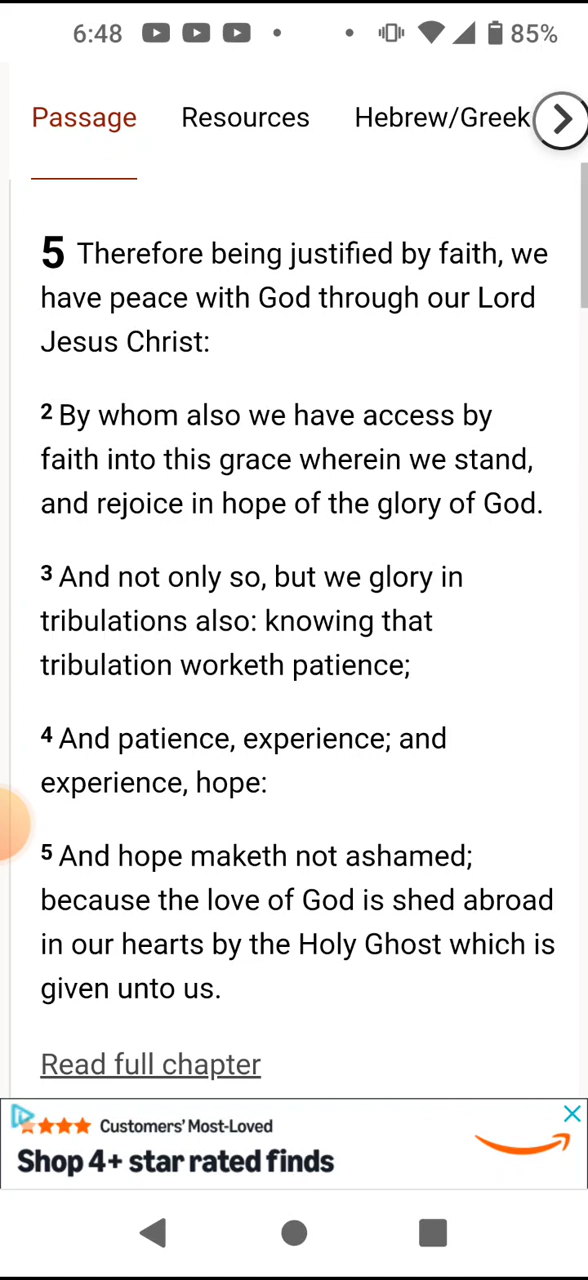 6:48
85%
Passage Resources Hebrew/Greek
5 Therefore being justified by faith, we
have peace with God through our Lord
Jesus Christ:
2 By whom also we have access by
faith into this grace wherein we stand,
and rejoice in hope of the glory of God.
3 And not only so, but we glory in
tribulations also: knowing that
tribulation worketh patience;
4 And patience, experience; and
experience, hope:
5 And hope maketh not ashamed;
because the love of God is shed abroad
in our hearts by the Holy Ghost which is
given unto us.
Read full chapter
Customers' Most-Loved
Shop 4+ star rated finds